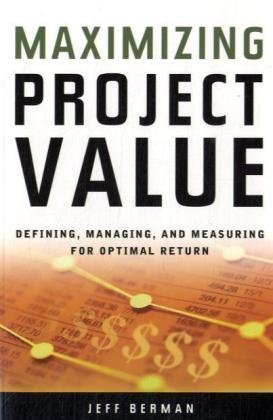 MAXIMIZING
PROJECT
VALUE
DEFINING, MANAGING, AND MEASURING
FOR OPTIMAL RETURN
$$$$$
JEFF BERMAN